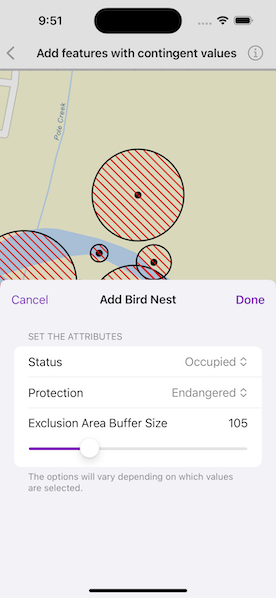 9:51
Add features with contingent values
Pole Creek
Cancel
Add Bird Nest
Done
SET THE ATTRIBUTES
Status
Occupied
Protection
Endangered
Exclusion Area Buffer Size
105
The options will vary depending on which values
are selected.